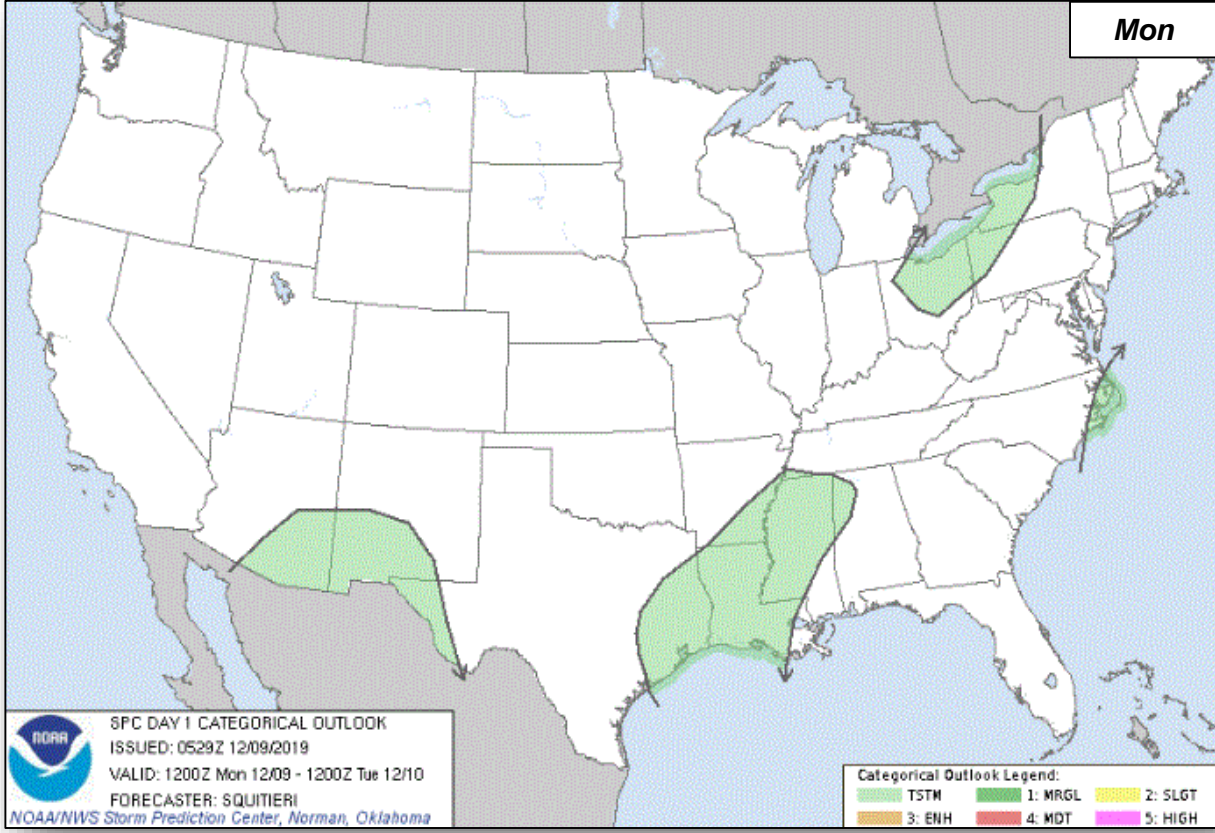 Mon
NOAA
SPC DAY 1 CATEGORICAL OUTLOOK
ISSUED: 0529Z 12/09/2019
VALID: 1200Z Mon 12/09 - 1200Z Tue 12/10
FORECASTER: SQUITIERI
NOAA/NWS Storm Prediction Center, Norman, Oklahoma
Categorical Outlook Legend:
TSTM 1: MRGL 2: SLGT
3: ENH 4: MDT 5: HIGH